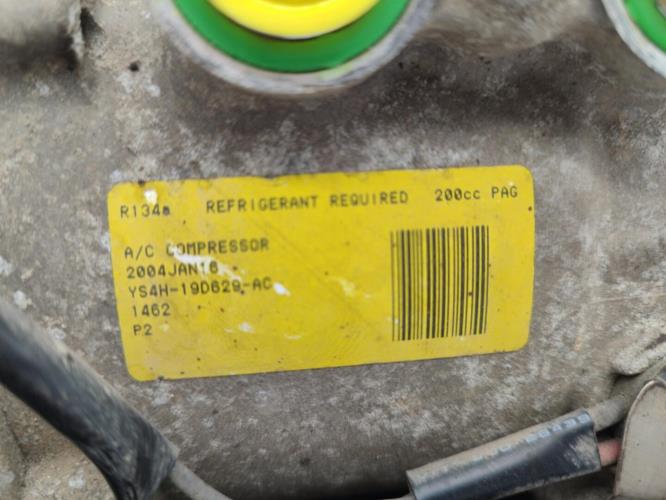 R134a REFRIGERANT REQUIRED 200cc PAG
A/C COMPRESSOR
2004JAN16
YS4H-19D629-AC
1462
P2